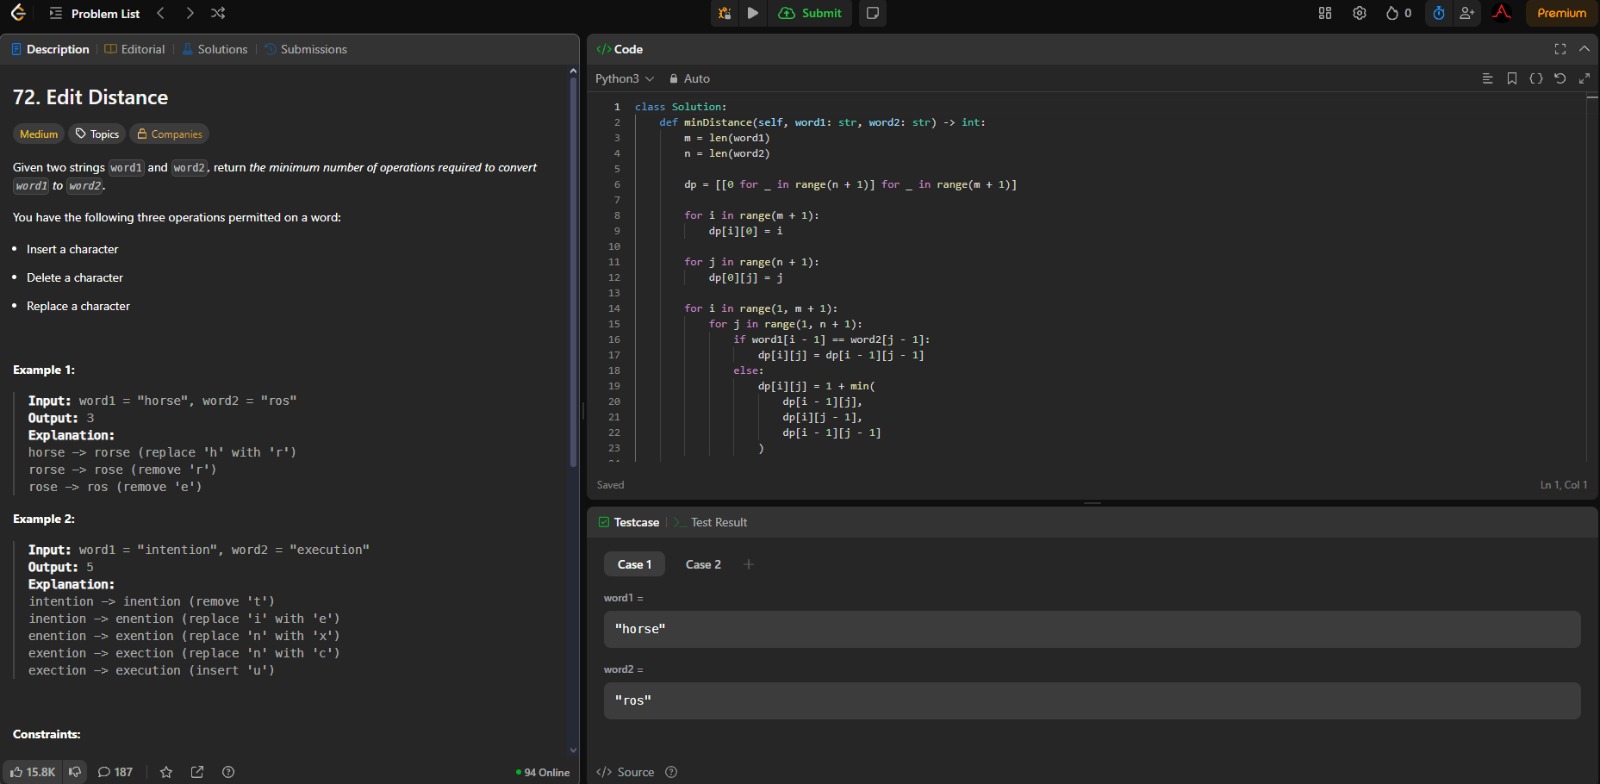 Problem List
Submit
0
Premium
Description
Editorial
Solutions
Submissions
72. Edit Distance
Medium
Topics
Companies
Given two strings word1 and word2, return the minimum number of operations required to convert
word1 to word2.
You have the following three operations permitted on a word:
• Insert a character
• Delete a character
• Replace a character
Example 1:
Input: word1 = "horse", word2 = "ros"
Output: 3
Explanation:
horse -> rorse (replace 'h' with 'r')
rorse -> rose (remove 'r')
rose -> ros (remove 'e')
Example 2:
Input: word1 = "intention", word2 = "execution"
Output: 5
Explanation:
intention -> inention (remove 't')
inention -> enention (replace 'i' with 'e')
enention -> exention (replace 'n' with 'x')
exention -> exection (replace 'n' with 'c')
exection -> execution (insert 'u')
Constraints:
15.8K
187
94 Online
</> Code
Python3
Auto
1 class Solution:
2     def minDistance(self, word1: str, word2: str) -> int:
3         m = len(word1)
4         n = len(word2)
5
6         dp = [[0 for _ in range(n + 1)] for _ in range(m + 1)]
7
8         for i in range(m + 1):
9             dp[i][0] = i
10
11         for j in range(n + 1):
12             dp[0][j] = j
13
14         for i in range(1, m + 1):
15             for j in range(1, n + 1):
16                 if word1[i - 1] == word2[j - 1]:
17                     dp[i][j] = dp[i - 1][j - 1]
18                 else:
19                     dp[i][j] = 1 + min(
20                         dp[i - 1][j],
21                         dp[i][j - 1],
22                         dp[i - 1][j - 1]
23                     )
Saved
Ln 1, Col 1
Testcase
Test Result
Case 1
Case 2
+
word1 =
"horse"
word2 =
"ros"
</> Source